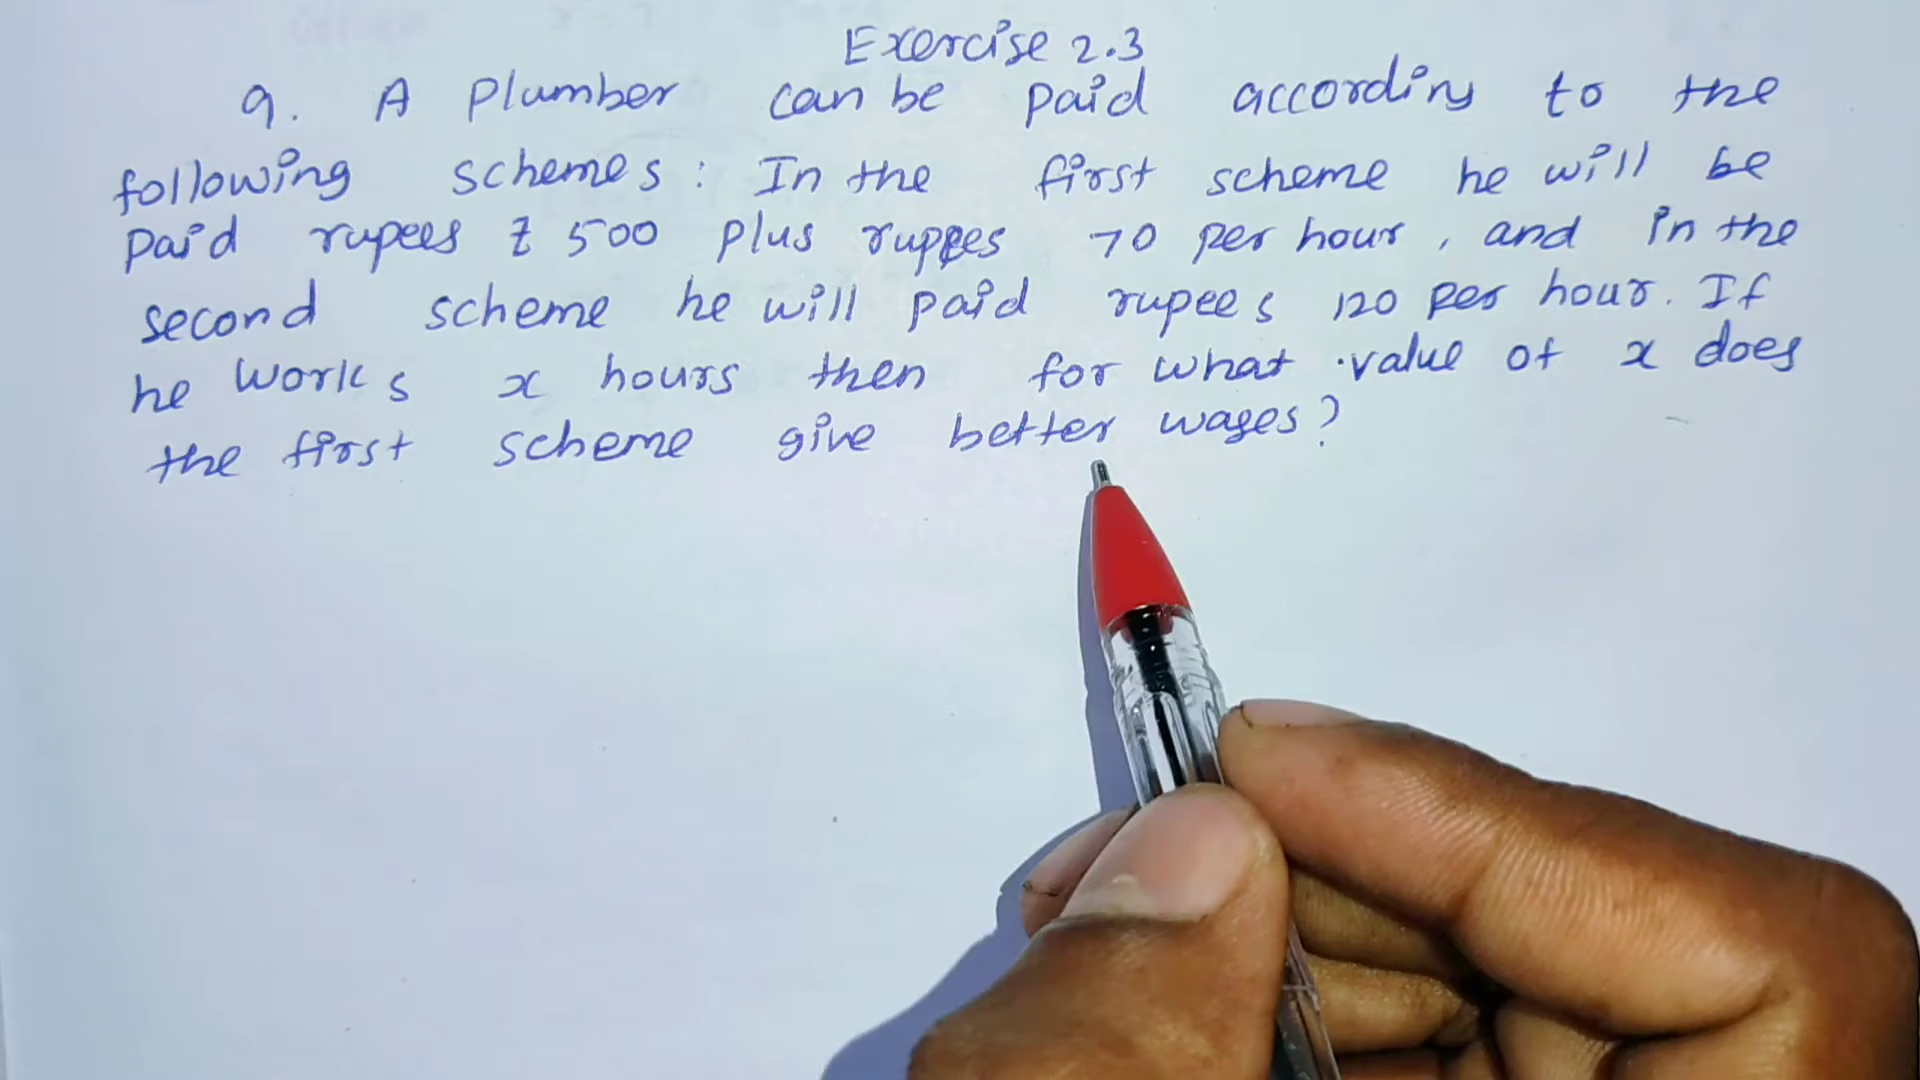 Exercise 2.3
9. A Plumber can be paid according to the
following schemes: In the first scheme he will be
paid rupees ₹ 500 plus rupees 70 per hour, and in the
second scheme he will paid rupees 120 per hour. If
he works x hours then for what value of x does
the first scheme give better wages?